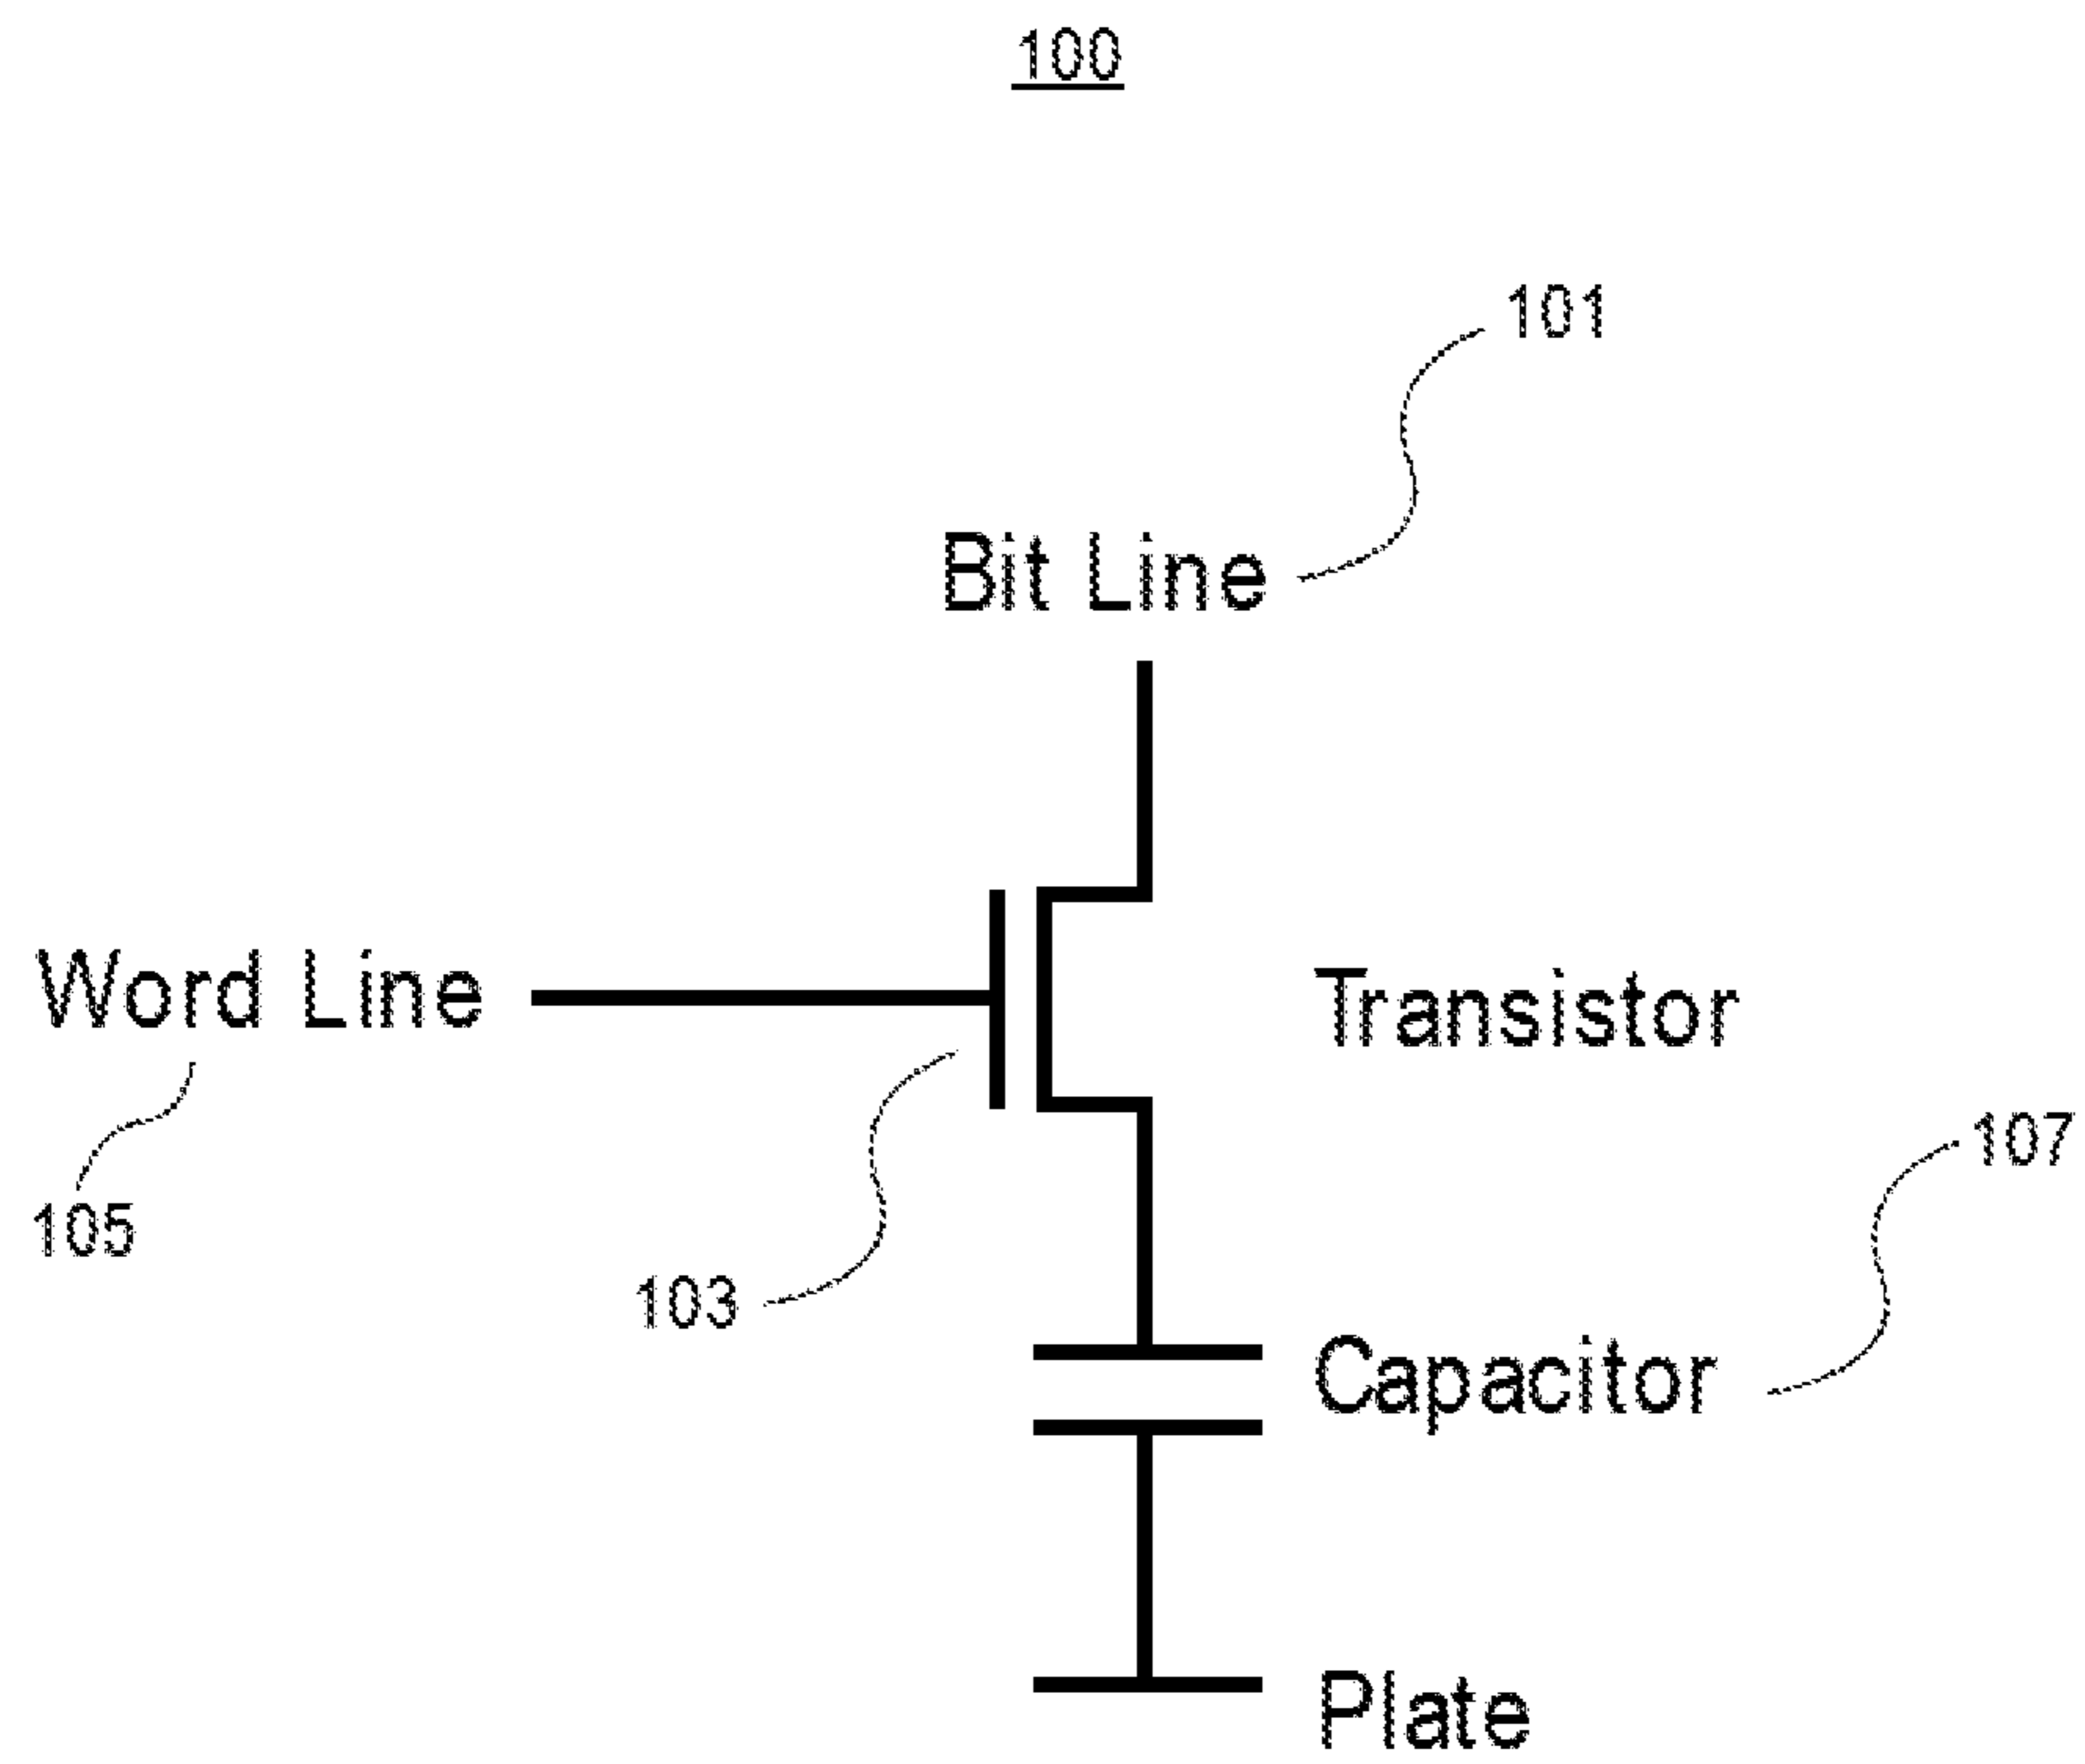 100
101
Bit Line
Word Line
Transistor
107
105
103
Capacitor
Plate